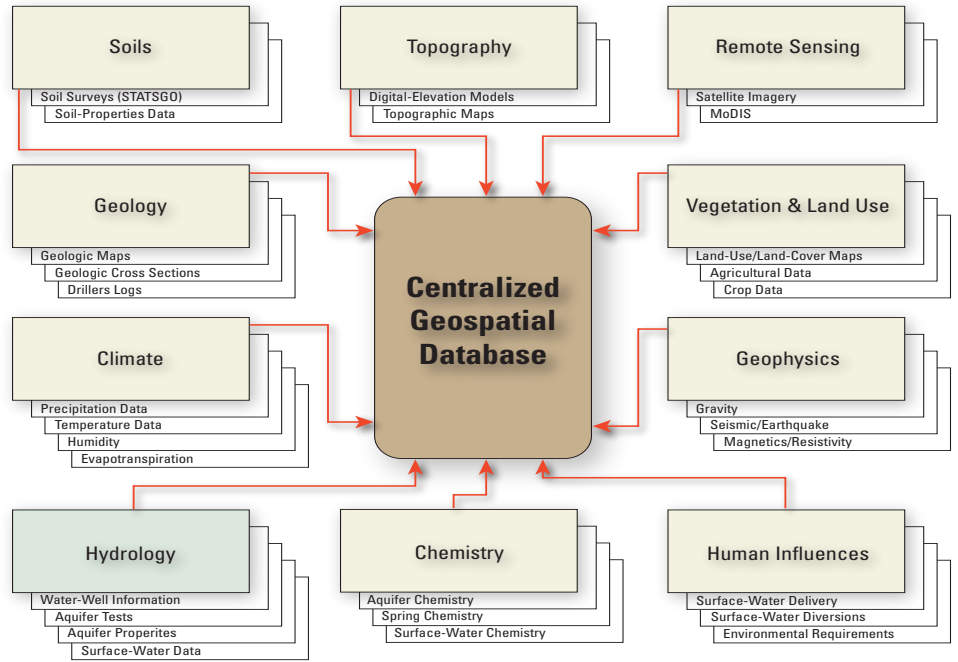 Soils
Soil Surveys (STATSGO)
Soil-Properties Data
Topography
Digital-Elevation Models
Topographic Maps
Remote Sensing
Satellite Imagery
MoDIS
Geology
Geologic Maps
Geologic Cross Sections
Drillers Logs
Centralized
Geospatial
Database
Vegetation & Land Use
Land-Use/Land-Cover Maps
Agricultural Data
Crop Data
Climate
Precipitation Data
Temperature Data
Humidity
Evapotranspiration
Geophysics
Gravity
Seismic/Earthquake
Magnetics/Resistivity
Hydrology
Water-Well Information
Aquifer Tests
Aquifer Properites
Surface-Water Data
Chemistry
Aquifer Chemistry
Spring Chemistry
Surface-Water Chemistry
Human Influences
Surface-Water Delivery
Surface-Water Diversions
Environmental Requirements